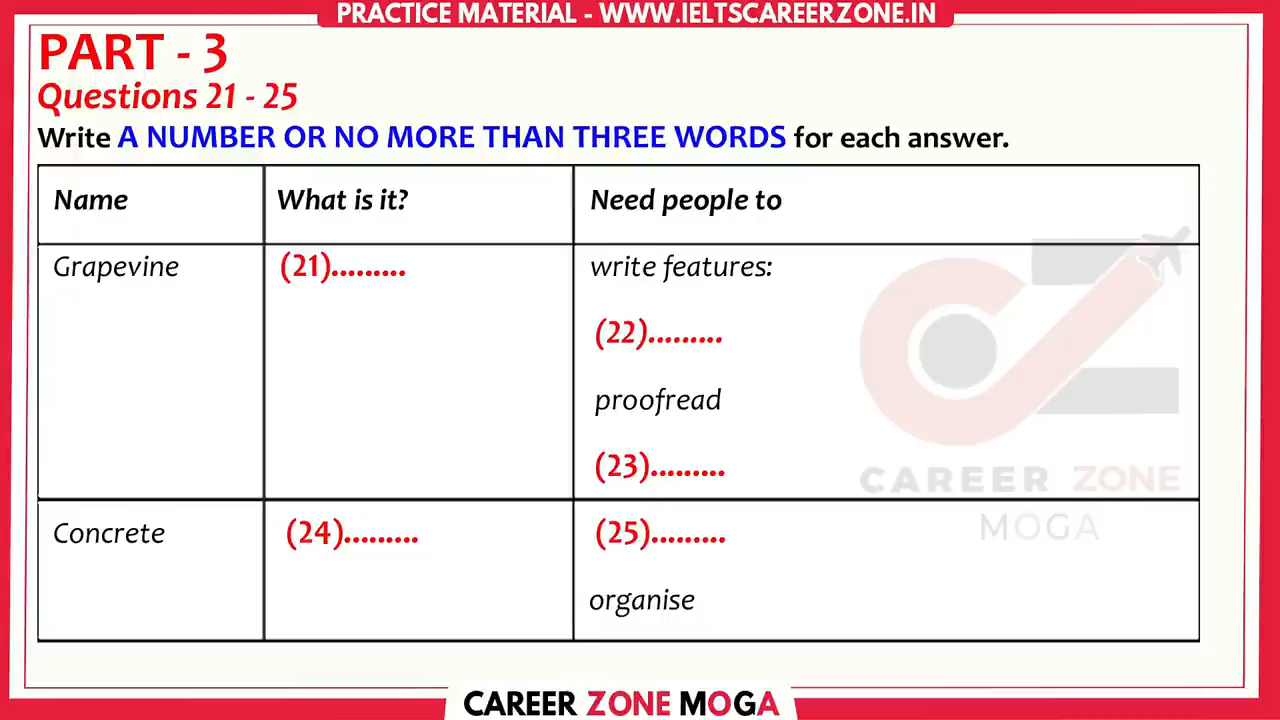 PRACTICE MATERIAL - WWW.IELTSCAREERZONE.IN
PART - 3
Questions 21 - 25
Write A NUMBER OR NO MORE THAN THREE WORDS for each answer.
Name What is it? Need people to
Grapevine (21)......... write features:
(22).........
proofread
(23).........
CAREER ZONE
MOGA
Concrete (24)......... (25).........
organise
CAREER ZONE MOGA